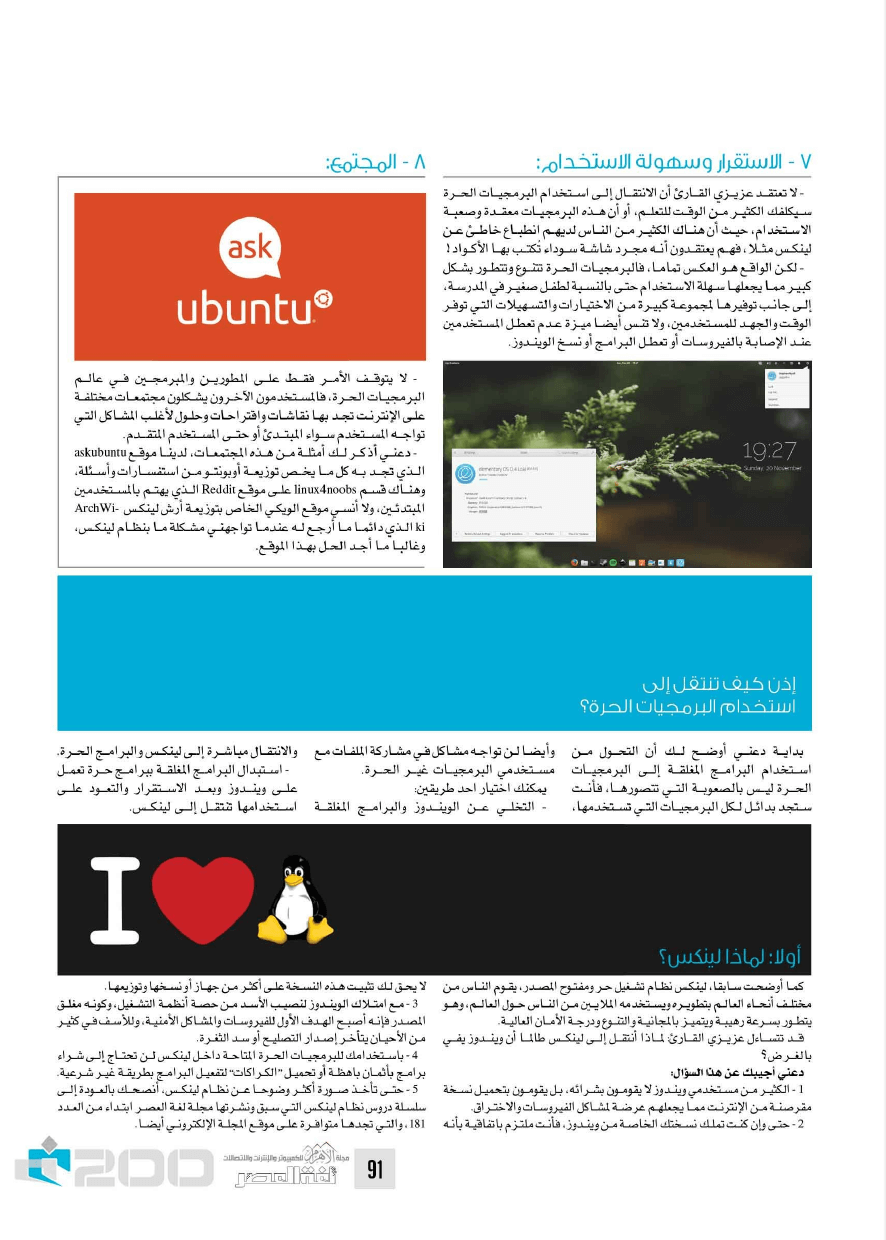 ٧ - الاستقرار وسهولة الاستخدام:
- لا تعتقد عزيزي القارئ أن الانتقال إلى استخدام البرمجيات الحرة
سيكلفك الكثير من الوقت للتعلم، أو أن هذه البرمجيات معقدة وصعبة
الاستخدام، حيث أن هناك الكثير من الناس لديهم انطباع خاطئ عن
لينكس مثلا، فهم يعتقدون أنه مجرد شاشة سوداء تُكتب بها الأكواد!
- لكن الواقع هو العكس تماما، فالبرمجيات الحرة تتنوع وتتطور بشكل
كبير مما يجعلها سهلة الاستخدام حتى بالنسبة لطفل صغير في المدرسة،
إلى جانب توفيرها لمجموعة كبيرة من الاختيارات والتسهيلات التي توفر
الوقت والجهد للمستخدمين، ولا تنس أيضا ميزة عدم تعطل المستخدمين
عند الإصابة بالفيروسات أو تعطل البرامج أو نسخ الويندوز.
19:27
Sunday, 20 November
٨ - المجتمع:
ask
ubuntu
- لا يتوقف الأمر فقط على المطورين والمبرمجين في عالم
البرمجيات الحرة، فالمستخدمون الآخرون يشكلون مجتمعات مختلفة
على الإنترنت تجد بها نقاشات واقتراحات وحلول لأغلب المشاكل التي
تواجه المستخدم سواء المبتدئ أو حتى المستخدم المتقدم.
- دعني أذكر لك أمثلة من هذه المجتمعات، لدينا موقع askubuntu
الذي تجد به كل ما يخص توزيعة أوبونتو من استفسارات وأسئلة،
وهناك قسم linux4noobs على موقع Reddit الذي يهتم بالمستخدمين
المبتدئين، ولا أنسي موقع الويكي الخاص بتوزيعة أرش لينكس ArchWi-
ki الذي دائما ما أرجع له عندما تواجهني مشكلة ما بنظام لينكس،
وغالبا ما أجد الحل بهذا الموقع.
إذن كيف تنتقل إلى
استخدام البرمجيات الحرة؟
بداية دعني أوضح لك أن التحول من
استخدام البرامج المغلقة إلى البرمجيات
الحرة ليس بالصعوبة التي تتصورها، فأنت
ستجد بدائل لكل البرمجيات التي تستخدمها،
وأيضا لن تواجه مشاكل في مشاركة الملفات مع
مستخدمي البرمجيات غير الحرة.
يمكنك اختيار احد طريقين:
- التخلي عن الويندوز والبرامج المغلقة
والانتقال مباشرة إلى لينكس والبرامج الحرة.
- استبدال البرامج المغلقة ببرامج حرة تعمل
على ويندوز وبعد الاستقرار والتعود على
استخدامها تنتقل إلى لينكس.
I
أولا: لماذا لينكس؟
كما أوضحت سابقا، لينكس نظام تشغيل حر ومفتوح المصدر، يقوم الناس من
مختلف أنحاء العالم بتطويره ويستخدمه الملايين من الناس حول العالم، وهو
يتطور بسرعة رهيبة ويتميز بالمجانية والتنوع ودرجة الأمان العالية.
قد تتساءل عزيزي القارئ: لماذا أنتقل إلى لينكس طالما أن ويندوز يفي
بالغرض؟
دعني أجيبك عن هذا السؤال:
1 - الكثير من مستخدمي ويندوز لا يقومون بشرائه، بل يقومون بتحميل نسخة
مقرصنة من الإنترنت مما يجعلهم عرضة لمشاكل الفيروسات والاختراق.
2 - حتى وإن كنت تملك نسختك الخاصة من ويندوز، فأنت ملتزم باتفاقية بأنه
لا يحق لك تثبيت هذه النسخة على أكثر من جهاز أو نسخها وتوزيعها.
3 - مع امتلاك الويندوز لنصيب الأسد من حصة أنظمة التشغيل، وكونه مغلق
المصدر فإنه أصبح الهدف الأول للفيروسات والمشاكل الأمنية، وللأسف في كثير
من الأحيان يتأخر إصدار التصليح أو سد الثغرة.
4 - باستخدامك للبرمجيات الحرة المتاحة داخل لينكس لن تحتاج إلى شراء
برامج بأثمان باهظة أو تحميل "الكراكات" لتفعيل البرامج بطريقة غير شرعية.
5 - حتى تأخذ صورة أكثر وضوحا عن نظام لينكس، أنصحك بالعودة إلى
سلسلة دروس نظام لينكس التي سبق ونشرتها مجلة لغة العصر ابتداء من العدد
181، والتي تجدها متوافرة على موقع المجلة الإلكتروني أيضا.
91
مجلة الأهرام للكمبيوتر والإنترنت والاتصالات
لغة العصر
200